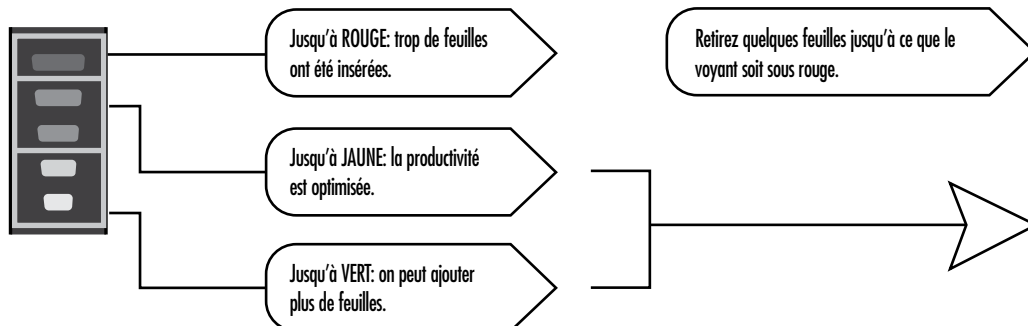 Jusqu'à ROUGE: trop de feuilles
ont été insérées.
Retirez quelques feuilles jusqu'à ce que le
voyant soit sous rouge.
Jusqu'à JAUNE: la productivité
est optimisée.
Jusqu'à VERT: on peut ajouter
plus de feuilles.